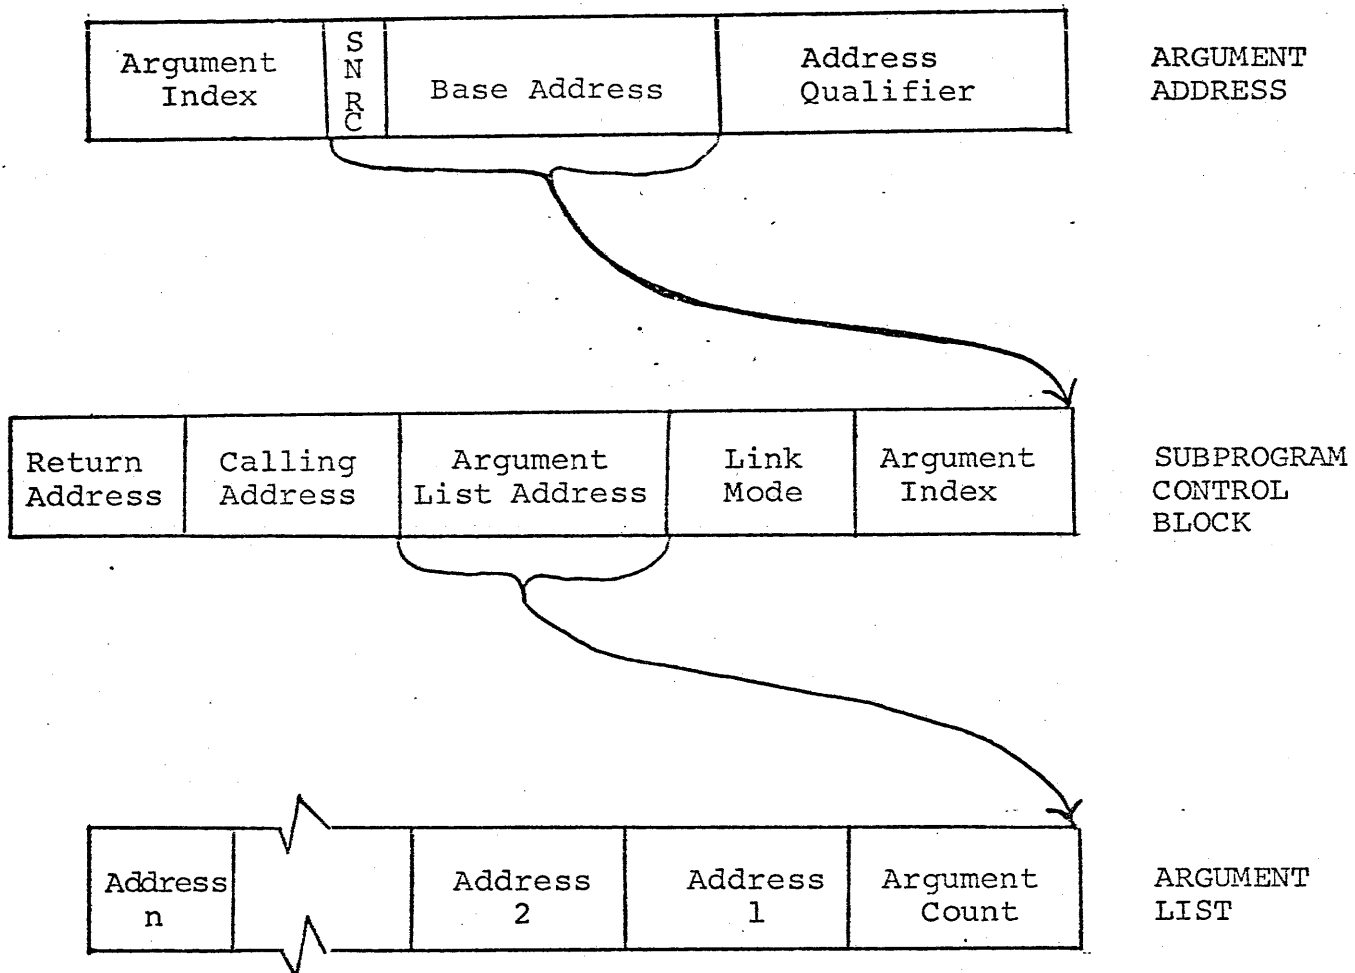 Argument
Index
S
N
R
C
Base Address
Address
Qualifier
ARGUMENT
ADDRESS
Return
Address
Calling
Address
Argument
List Address
Link
Mode
Argument
Index
SUBPROGRAM
CONTROL
BLOCK
Address
n
Address
2
Address
1
Argument
Count
ARGUMENT
LIST